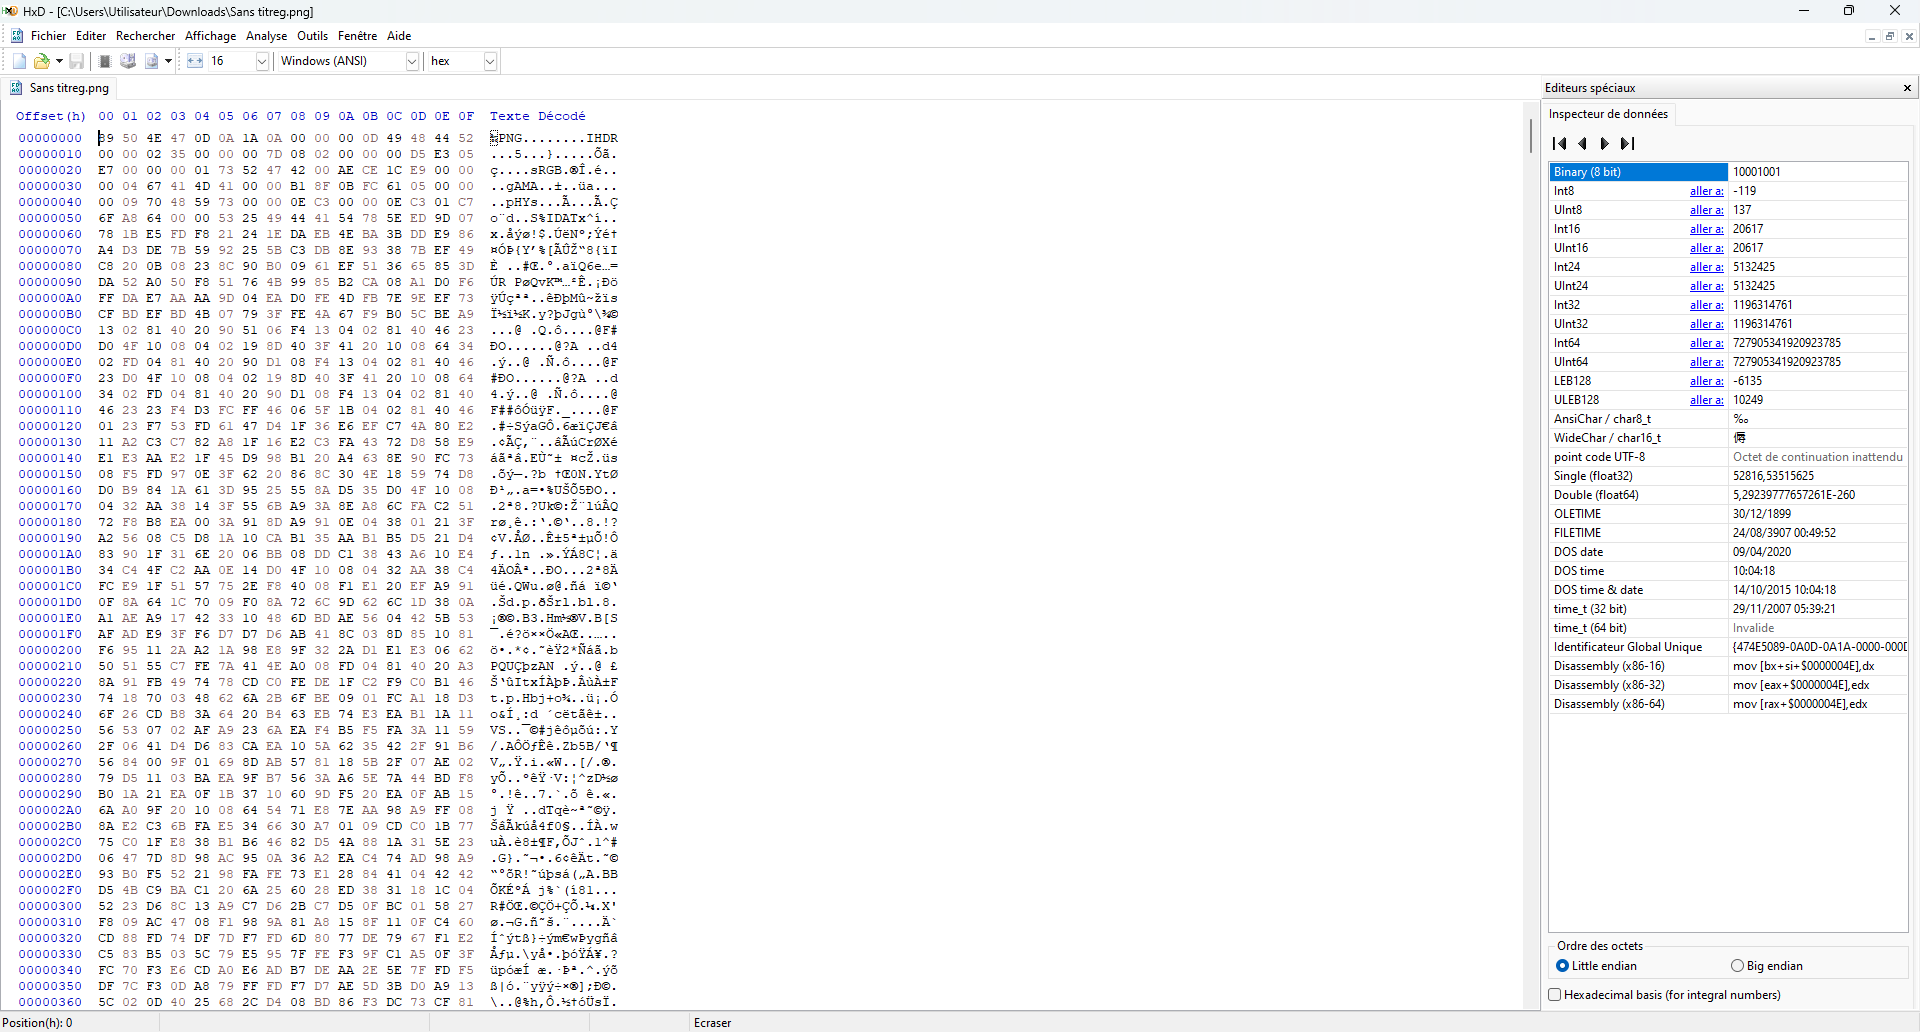 HxD - [C:\Users\Utilisateur\Downloads\Sans titreg.png]
Fichier Editer Rechercher Affichage Analyse Outils Fenêtre Aide
16 Windows (ANSI) hex
Sans titreg.png
Offset(h) 00 01 02 03 04 05 06 07 08 09 0A 0B 0C 0D 0E 0F Texte Décodé
00000000 89 50 4E 47 0D 0A 1A 0A 00 00 00 0D 49 48 44 52 ‰PNG........IHDR
00000010 00 00 02 35 00 00 00 7D 08 02 00 00 00 D5 E3 05 ...5...}.....Õã.
00000020 E7 00 00 00 01 73 52 47 42 00 AE CE 1C E9 00 00 ç....sRGB.®Î.é..
00000030 00 04 67 41 4D 41 00 00 B1 8F 0B FC 61 05 00 00 ..gAMA..±..üa...
00000040 00 09 70 48 59 73 00 00 0E C3 00 00 0E C3 01 C7 ..pHYs...Ã...Ã.Ç
00000050 6F A8 64 00 00 53 25 49 44 41 54 78 5E ED 9D 07 o¨d..S%IDATx^í..
00000060 78 1B E5 FD F8 21 24 1E DA EB 4E BA 3B DD E9 86 x.åýø!$.ÚëNº;Ýé†
00000070 A4 D3 DE 7B 59 92 25 5B C3 DB 8E 93 38 7B EF 49 ¤ÓÞ{Y’%[ÃÛŽ“8{ïI
00000080 C8 20 0B 08 23 8C 90 B0 09 61 EF 51 36 65 85 3D È ..#Œ.°.aïQ6e…=
00000090 DA 52 A0 50 F8 51 76 4B 99 85 B2 CA 08 A1 D0 F6 ÚR PøQvK™…²Ê.¡Ðö
000000A0 FF DA E7 AA AA 9D 04 EA D0 FE 4D FB 7E 9E EF 73 ÿÚçªª..êÐþMû~žïs
000000B0 CF BD EF BD 4B 07 79 3F FE 4A 67 F9 B0 5C BE A9 Ï½ï½K.y?þJgù°\¾©
000000C0 13 02 81 40 20 90 51 06 F4 13 04 02 81 40 46 23 ...@ .Q.ô....@F#
000000D0 D0 4F 10 08 04 02 19 8D 40 3F 41 20 10 08 64 34 ÐO......@?A ..d4
000000E0 02 FD 04 81 40 20 90 D1 08 F4 13 04 02 81 40 46 .ý..@ .Ñ.ô....@F
000000F0 23 D0 4F 10 08 04 02 19 8D 40 3F 41 20 10 08 64 #ÐO......@?A ..d
00000100 34 02 FD 04 81 40 20 90 D1 08 F4 13 04 02 81 40 4.ý..@ .Ñ.ô....@
00000110 46 23 23 F4 D3 FC FF 46 06 5F 1B 04 02 81 40 46 F##ôÓüÿF._....@F
00000120 01 23 F7 53 FD 61 47 D4 1F 36 E6 EF C7 4A 80 E2 .#÷SýaGÔ.6æïÇJ€â
00000130 11 A2 C3 C7 82 A8 1F 16 E2 C3 FA 43 72 D8 58 E9 .¢ÃÇ‚¨..âÃúCrØXé
00000140 E1 E3 AA E2 1F 45 D9 98 B1 20 A4 63 8E 90 FC 73 áãªâ.EÙ˜± ¤cŽ.üs
00000150 08 F5 FD 97 0E 3F 62 20 86 8C 30 4E 18 59 74 D8 .õý—.?b †Œ0N.YtØ
00000160 D0 B9 84 1A 61 3D 95 25 55 8A D5 35 D0 4F 10 08 Ð¹„.a=•%UŠÕ5ÐO..
00000170 04 32 AA 38 14 3F 55 6B A9 3A 8E A8 6C FA C2 51 .2ª8.?Uk©:Ž¨lúÂQ
00000180 72 F8 B8 EA 00 3A 91 8D A9 91 0E 04 38 01 21 3F rø¸ê.:‘.©‘..8.!?
00000190 A2 56 08 C5 D8 1A 10 CA B1 35 AA B1 B5 D5 21 D4 ¢V.ÅØ..Ê±5ª±µÕ!Ô
000001A0 83 90 1F 31 6E 20 06 BB 08 DD C1 38 43 A6 10 E4 ƒ..1n .».ÝÁ8C¦.ä
000001B0 34 C4 4F C2 AA 0E 14 D0 4F 10 08 04 32 AA 38 C4 4ÄOÂª..ÐO...2ª8Ä
000001C0 FC E9 1F 51 57 75 2E F8 40 08 F1 E1 20 EF A9 91 üé.QWu.ø@.ñá ï©‘
000001D0 0F 8A 64 1C 70 09 F0 8A 72 6C 9D 62 6C 1D 38 0A .Šd.p.ðŠrl.bl.8.
000001E0 A1 AE A9 17 42 33 10 48 6D BD AE 56 04 42 5B 53 ¡®©.B3.Hm½®V.B[S
000001F0 AF AD E9 3F F6 D7 D7 D6 AB 41 8C 03 8D 85 10 81 ¯.é?ö××Ö«AŒ..…..
00000200 F6 95 11 2A A2 1A 98 E8 9F 32 2A D1 E1 E3 06 62 ö•.*¢.˜èŸ2*Ñáã.b
00000210 50 51 55 C7 FE 7A 41 4E A0 08 FD 04 81 40 20 A3 PQUÇþzAN .ý..@ £
00000220 8A 91 FB 49 74 78 CD C0 FE DE 1F C2 F9 C0 B1 46 Š‘ûItxÍÀþÞ.ÂùÀ±F
00000230 74 18 70 03 48 62 6A 2B 6F BE 09 01 FC A1 18 D3 t.p.Hbj+o¾..ü¡.Ó
00000240 6F 26 CD B8 3A 64 20 B4 63 EB 74 E3 EA B1 1A 11 o&Í¸:d ´cëtãê±..
00000250 56 53 07 02 AF A9 23 6A EA F4 B5 F5 FA 3A 11 59 VS..¯©#jêôµõú:.Y
00000260 2F 06 41 D4 D6 83 CA EA 10 5A 62 35 42 2F 91 B6 /.AÔÖƒÊê.Zb5B/‘¶
00000270 56 84 00 9F 01 69 8D AB 57 81 18 5B 2F 07 AE 02 V„.Ÿ.i.«W..[/.®.
00000280 79 D5 11 03 BA EA 9F B7 56 3A A6 5E 7A 44 BD F8 yÕ..ºêŸ·V:¦^zD½ø
00000290 B0 1A 21 EA 0F 1B 37 10 60 9D F5 20 EA 0F AB 15 °.!ê..7.`.õ ê.«.
000002A0 6A A0 9F 20 10 08 64 54 71 E8 7E AA 98 A9 FF 08 j Ÿ ..dTqè~ª˜©ÿ.
000002B0 8A E2 C3 6B FA E5 34 66 30 A7 01 09 CD C0 1B 77 ŠâÃkúå4f0§..ÍÀ.w
000002C0 75 C0 1F E8 38 B1 B6 46 82 D5 4A 88 1A 31 5E 23 uÀ.è8±¶F‚ÕJˆ.1^#
000002D0 06 47 7D 8D 98 AC 95 0A 36 A2 EA C4 74 AD 98 A9 .G}.˜¬•.6¢êÄt.˜©
000002E0 93 B0 F5 52 21 98 FA FE 73 E1 28 84 41 04 42 42 “°õR!˜úþsá(„A.BB
000002F0 D5 4B C9 BA C1 20 6A 25 60 28 ED 38 31 18 1C 04 ÕKÉºÁ j%`(í81...
00000300 52 23 D6 8C 13 A9 C7 D6 2B C7 D5 0F BC 01 58 27 R#ÖŒ.©ÇÖ+ÇÕ.¼.X'
00000310 F8 09 AC 47 08 F1 98 9A 81 A8 15 8F 11 0F C4 60 ø.¬G.ñ˜š.¨....Ä`
00000320 CD 88 FD 74 DF 7D F7 FD 6D 80 77 DE 79 67 F1 E2 Íˆýtß}÷ým€wÞygñâ
00000330 C5 83 B5 03 5C 79 E5 95 7F FE F3 9F C1 A5 0F 3F Åƒµ.\yå•.þóŸÁ¥.?
00000340 FC 70 F3 E6 CD A0 E6 AD B7 DE AA 2E 5E 7F FD F5 üpóæÍ æ.·Þª.^.ýõ
00000350 DF 7C F3 0D A8 79 FF FD F7 D7 AE 5D 3B D0 A9 13 ß|ó.¨yÿý÷×®];Ð©.
00000360 5C 02 0D 40 25 68 2C D4 08 BD 86 F3 DC 73 CF 81 \..@%h,Ô.½†óÜsÏ.
Editeurs spéciaux
Inspecteur de données
Binary (8 bit) 10001001
Int8 aller a: -119
UInt8 aller a: 137
Int16 aller a: 20617
UInt16 aller a: 20617
Int24 aller a: 5132425
UInt24 aller a: 5132425
Int32 aller a: 1196314761
UInt32 aller a: 1196314761
Int64 aller a: 727905341920923785
UInt64 aller a: 727905341920923785
LEB128 aller a: -6135
ULEB128 aller a: 10249
AnsiChar / char8_t ‰
WideChar / char16_t 傉
point code UTF-8 Octet de continuation inattendu
Single (float32) 52816,53515625
Double (float64) 5,29239777657261E-260
OLETIME 30/12/1899
FILETIME 24/08/3907 00:49:52
DOS date 09/04/2020
DOS time 10:04:18
DOS time & date 14/10/2015 10:04:18
time_t (32 bit) 29/11/2007 05:39:21
time_t (64 bit) Invalide
Identificateur Global Unique {474E5089-0A0D-0A1A-0000-000D
Disassembly (x86-16) mov [bx+si+$0000004E],dx
Disassembly (x86-32) mov [eax+$0000004E],edx
Disassembly (x86-64) mov [rax+$0000004E],edx
Ordre des octets
Little endian Big endian
Hexadecimal basis (for integral numbers)
Position(h): 0 Ecraser